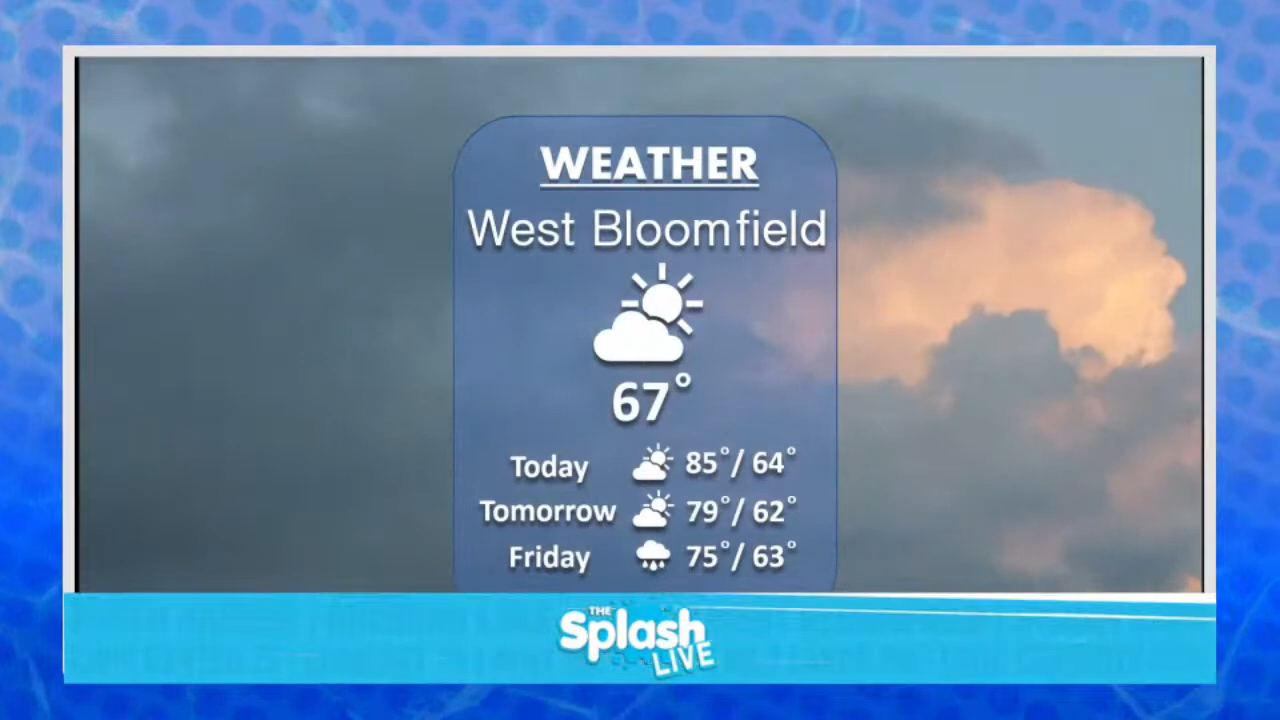 WEATHER
West Bloomfield
67°
Today 85°/ 64°
Tomorrow 79°/ 62°
Friday 75°/ 63°
THE
Splash
LIVE